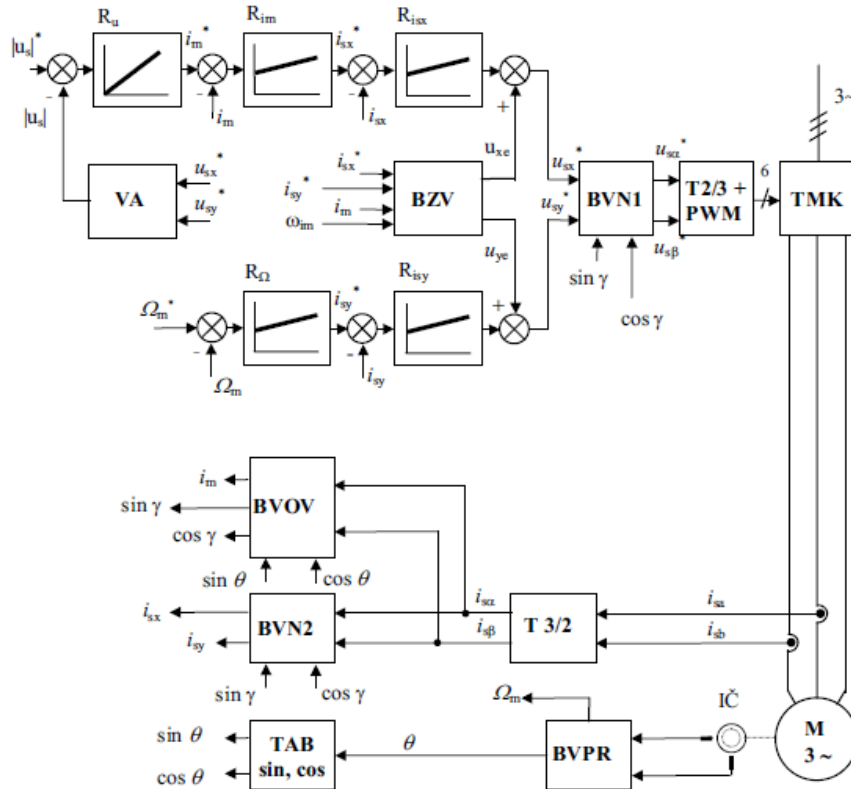 R_u
R_im
R_isx
|u_s|*
i_m*
i_sx*
3~
-
-
-
|u_s|
-
i_m
i_sx
+
u_xe
u_sx*
u_sα*
6
VA
u_sx*
u_sy*
i_sx*
i_sy*
i_m
ω_im
BZV
u_ye
u_sy*
BVN1
u_sβ*
T2/3 +
PWM
TMK
sin γ
cos γ
R_Ω
R_isy
Ω_m*
i_sy*
+
-
-
Ω_m
i_sy
i_m
sin γ
cos γ
BVOV
sin θ
cos θ
i_sx
i_sy
BVN2
i_sα
i_sβ
T 3/2
i_sa
i_sb
sin γ
cos γ
Ω_m
IČ
sin θ
cos θ
TAB
sin, cos
θ
BVPR
M
3 ~